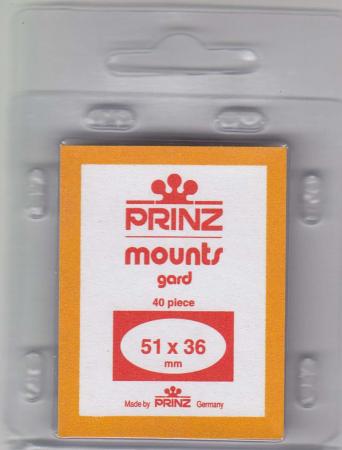 PRINZ
mounts
gard
40 piece
51 x 36
mm
Made by PRINZ Germany